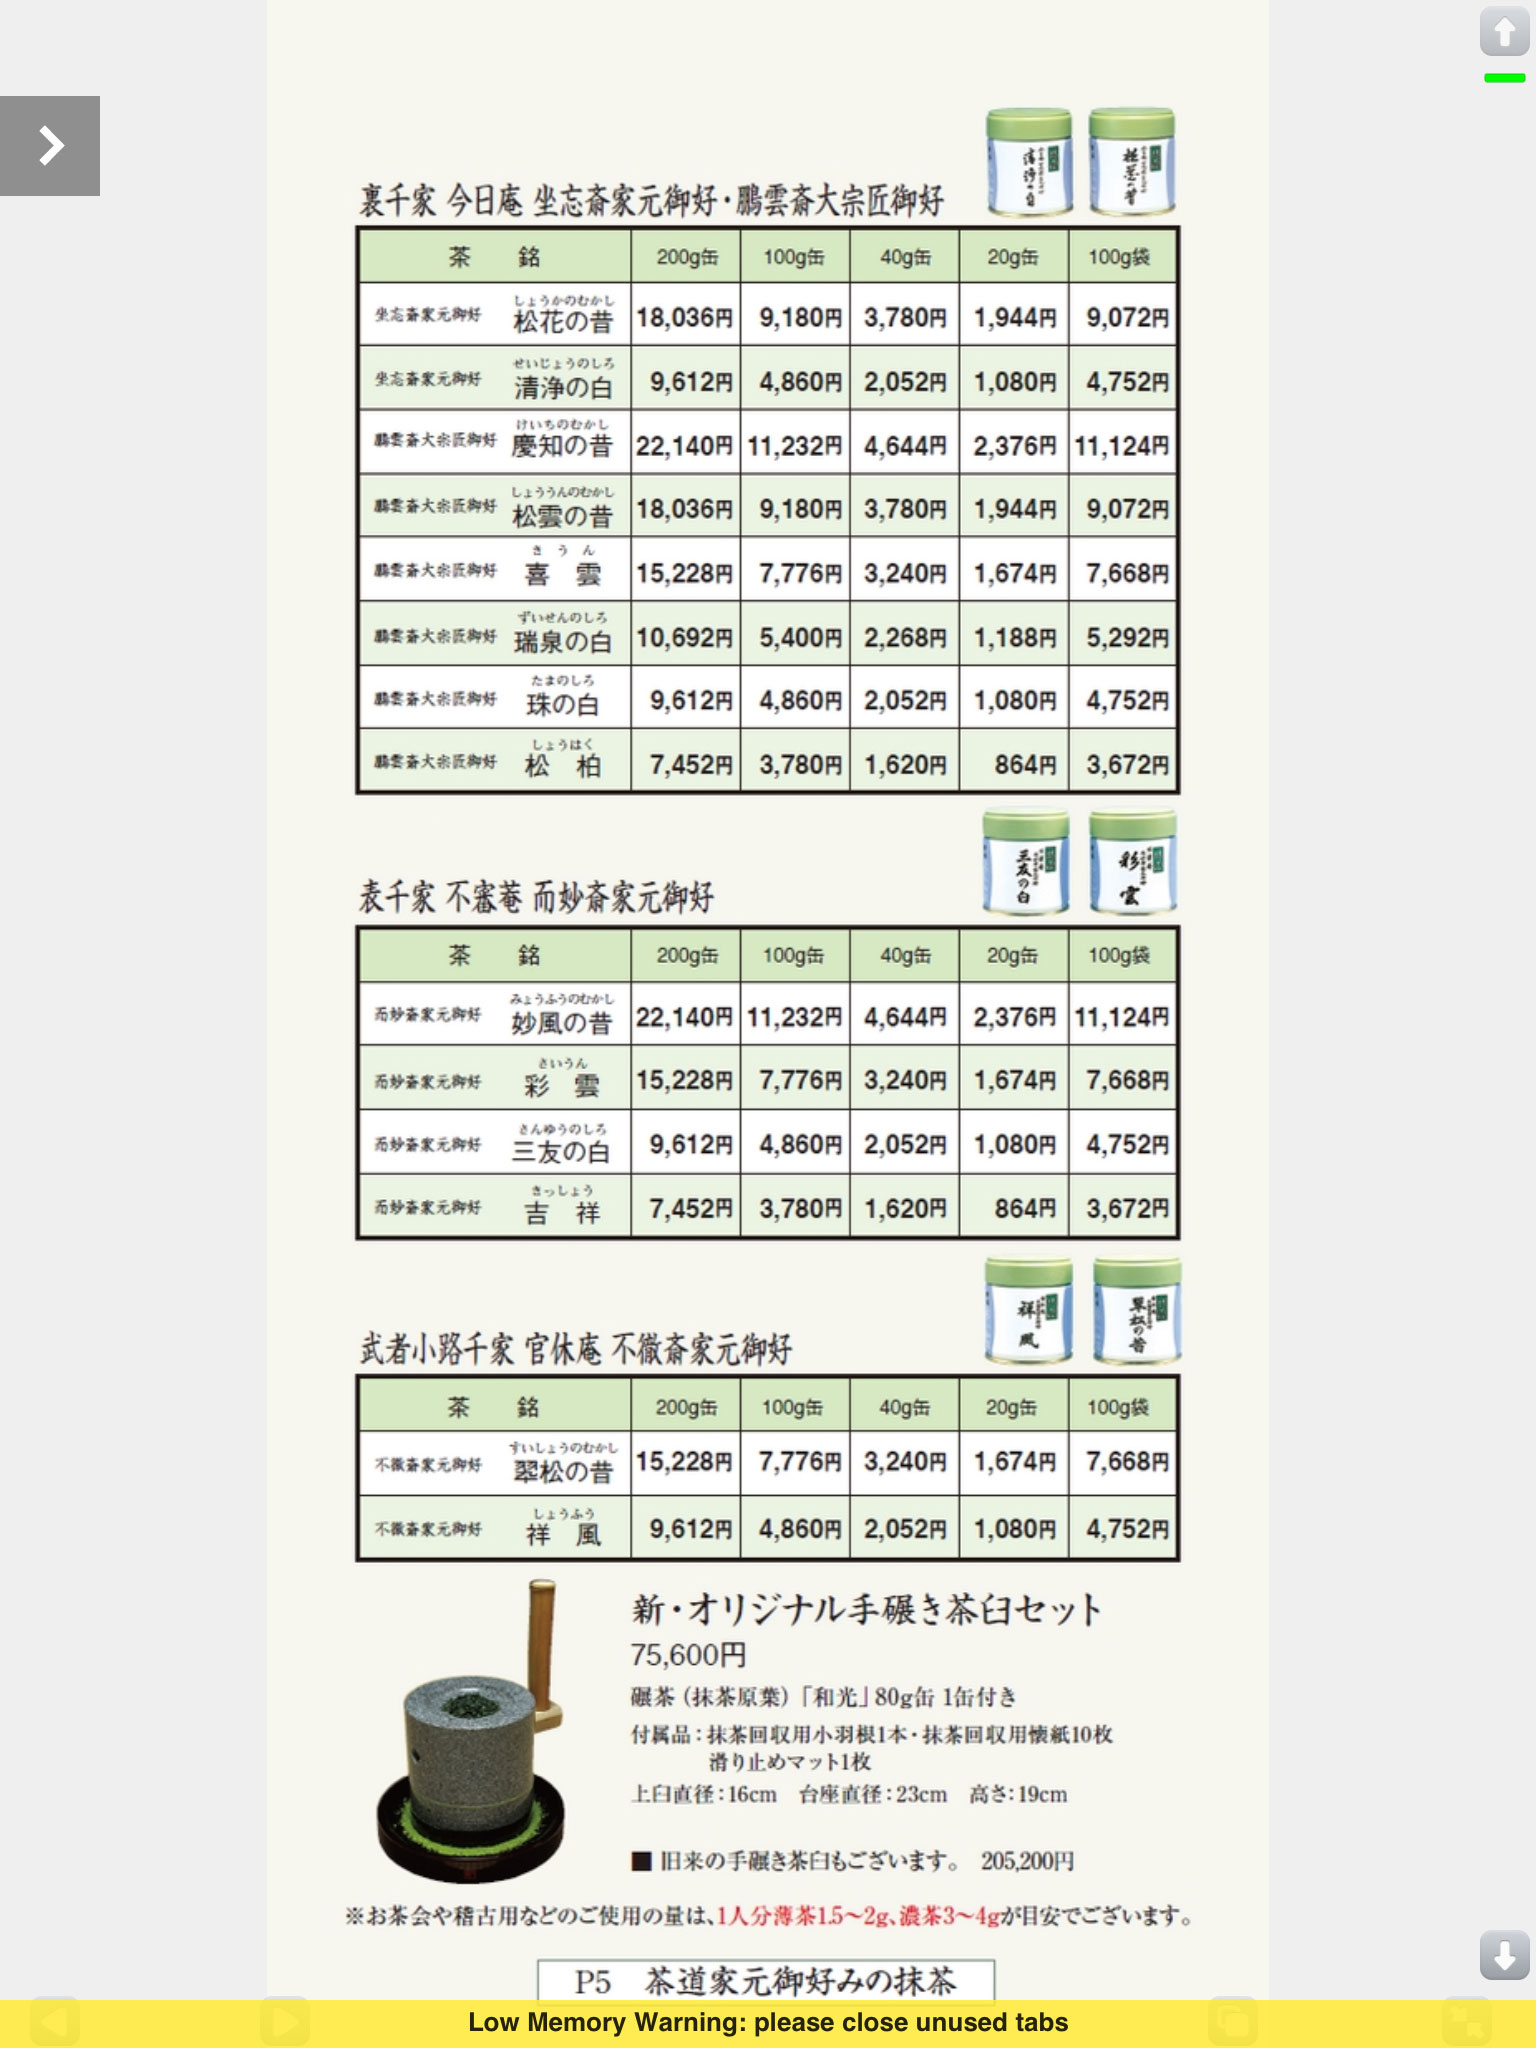 裏千家 今日庵 坐忘斎家元御好・鵬雲斎大宗匠御好
茶 銘 200g缶 100g缶 40g缶 20g缶 100g袋
しょうかのむかし
坐忘斎家元御好 松花の昔 18,036円 9,180円 3,780円 1,944円 9,072円
せいじょうのしろ
坐忘斎家元御好 清浄の白 9,612円 4,860円 2,052円 1,080円 4,752円
けいちのむかし
鵬雲斎大宗匠御好 慶知の昔 22,140円 11,232円 4,644円 2,376円 11,124円
しょううんのむかし
鵬雲斎大宗匠御好 松雲の昔 18,036円 9,180円 3,780円 1,944円 9,072円
きうん
鵬雲斎大宗匠御好 喜雲 15,228円 7,776円 3,240円 1,674円 7,668円
ずいせんのしろ
鵬雲斎大宗匠御好 瑞泉の白 10,692円 5,400円 2,268円 1,188円 5,292円
たまのしろ
鵬雲斎大宗匠御好 珠の白 9,612円 4,860円 2,052円 1,080円 4,752円
しょうはく
鵬雲斎大宗匠御好 松柏 7,452円 3,780円 1,620円 864円 3,672円
三友の白
彩雲
表千家 不審菴 而妙斎家元御好
茶 銘 200g缶 100g缶 40g缶 20g缶 100g袋
みょうふうのむかし
而妙斎家元御好 妙風の昔 22,140円 11,232円 4,644円 2,376円 11,124円
さいうん
而妙斎家元御好 彩雲 15,228円 7,776円 3,240円 1,674円 7,668円
さんゆうのしろ
而妙斎家元御好 三友の白 9,612円 4,860円 2,052円 1,080円 4,752円
きっしょう
而妙斎家元御好 吉祥 7,452円 3,780円 1,620円 864円 3,672円
祥風
翠松の昔
武者小路千家 官休庵 不徹斎家元御好
茶 銘 200g缶 100g缶 40g缶 20g缶 100g袋
すいしょうのむかし
不徹斎家元御好 翠松の昔 15,228円 7,776円 3,240円 1,674円 7,668円
しょうふう
不徹斎家元御好 祥風 9,612円 4,860円 2,052円 1,080円 4,752円
新・オリジナル手碾き茶臼セット
75,600円
碾茶（抹茶原葉）「和光」80g缶 1缶付き
付属品：抹茶回収用小羽根1本・抹茶回収用懐紙10枚
滑り止めマット1枚
上臼直径：16cm 台座直径：23cm 高さ：19cm
■ 旧来の手碾き茶臼もございます。 205,200円
※お茶会や稽古用などのご使用の量は、1人分薄茶1.5〜2g、濃茶3〜4gが目安でございます。
P5 茶道家元御好みの抹茶
Low Memory Warning: please close unused tabs